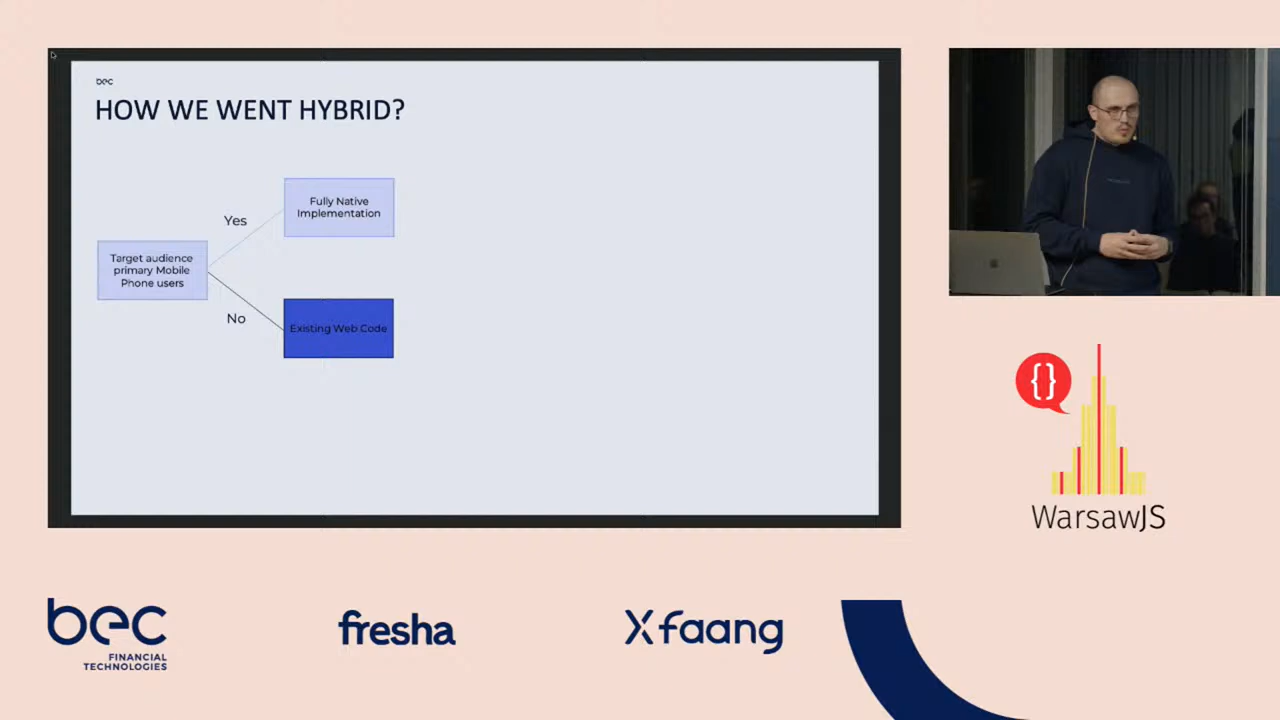 bec
HOW WE WENT HYBRID?
Fully Native
Implementation
Yes
Target audience
primary Mobile
Phone users
No
Existing Web Code
{}
WarsawJS
bec
FINANCIAL
TECHNOLOGIES
fresha
Xfaang